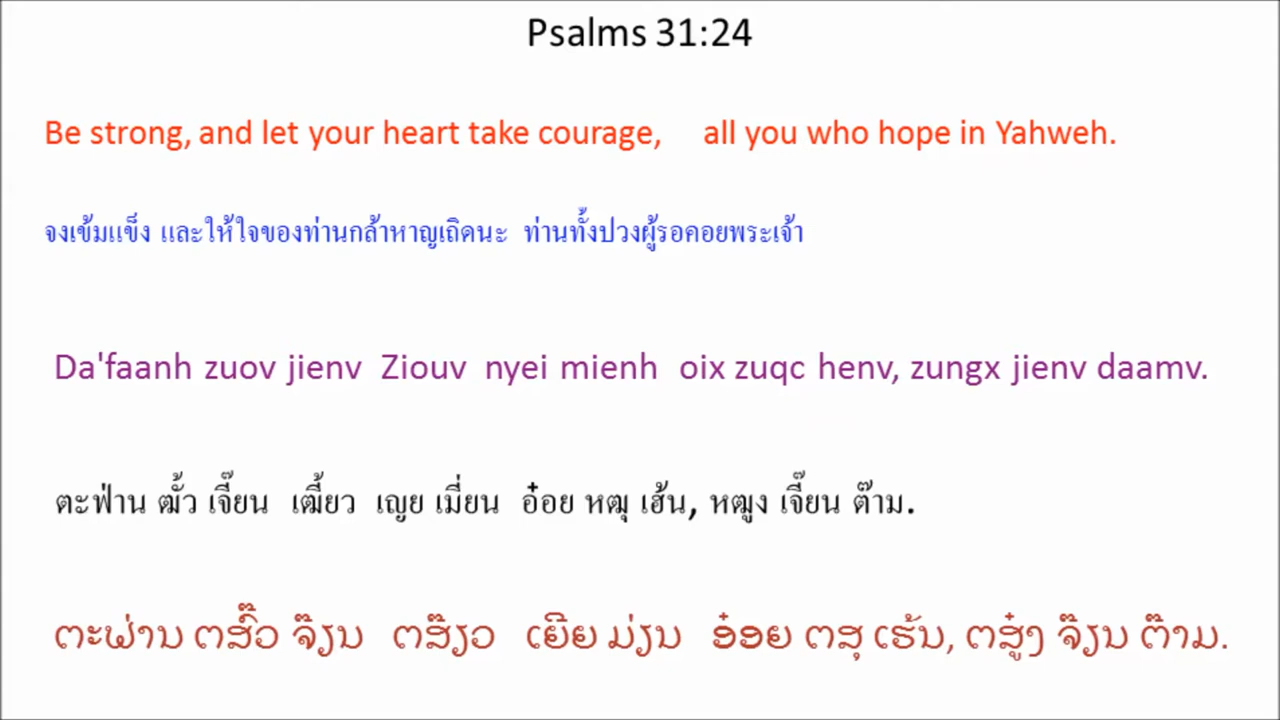 Psalms 31:24
Be strong, and let your heart take courage, all you who hope in Yahweh.
จงเข้มแข็ง และให้ใจของท่านกล้าหาญเถิดนะ ท่านทั้งปวงผู้รอคอยพระเจ้า
Da'faanh zuov jienv Ziouv nyei mienh oix zuqc henv, zungx jienv daamv.
ตะฟ่าน ฒั้ว เจี๊ยน เฒี้ยว เญย เมี่ยน อ๋อย หฒุ เฮ้น, หฒูง เจี๊ยน ต๊าม.
ຕະຟ່ານ ຕສົ໊ວ ຈ໊ຽນ ຕສ໊ຽວ ເຍີຍ ມ່ຽນ ອ໋ອຍ ຕສຸ ເຮ້ນ, ຕສູ໋ງ ຈ໊ຽນ ຕ໊າມ.